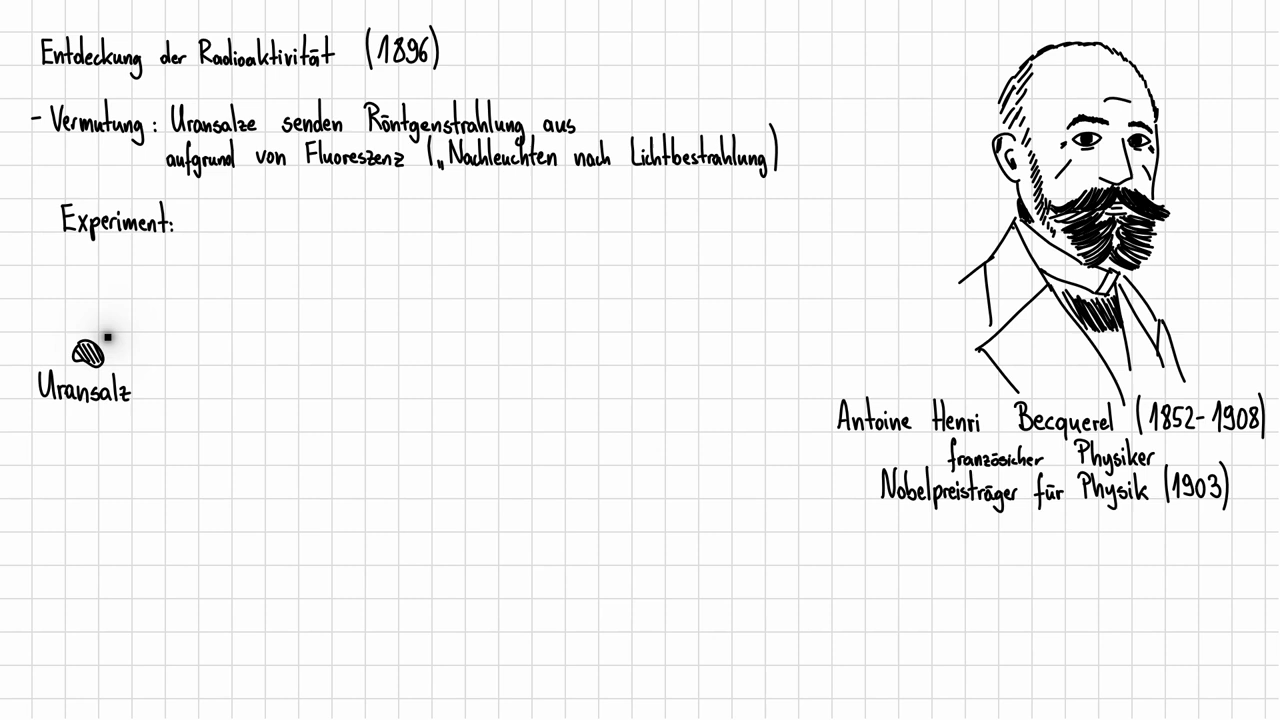 Entdeckung der Radioaktivität (1896)
- Vermutung: Uransalze senden Röntgenstrahlung aus
aufgrund von Fluoreszenz („Nachleuchten nach Lichtbestrahlung)
Experiment:
Uransalz
Antoine Henri Becquerel (1852-1908)
französicher Physiker
Nobelpreisträger für Physik (1903)